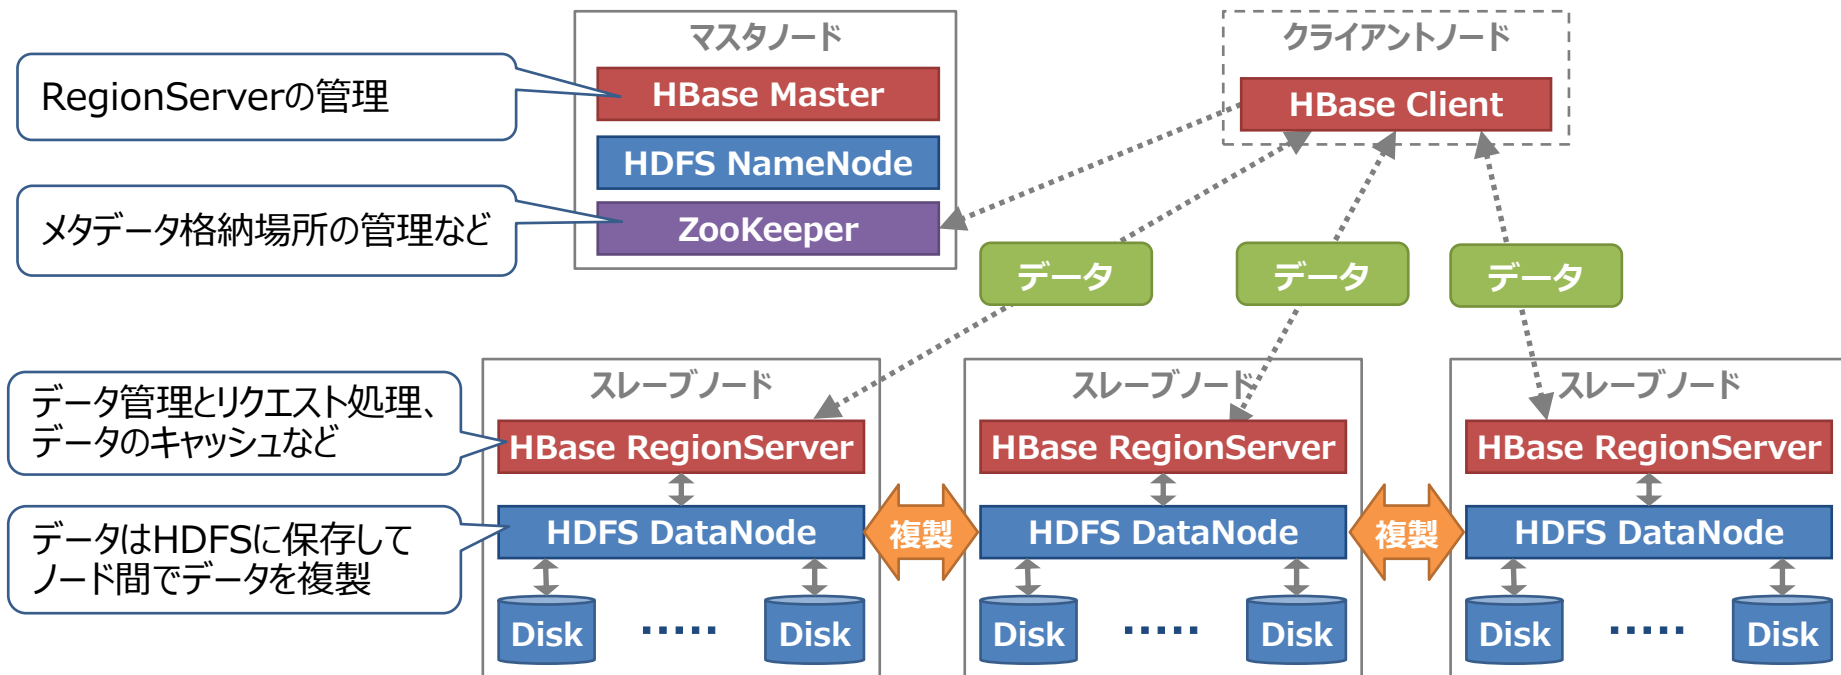 マスタノード
クライアントノード
RegionServerの管理
HBase Master
HBase Client
HDFS NameNode
メタデータ格納場所の管理など
ZooKeeper
データ
データ
データ
スレーブノード
スレーブノード
スレーブノード
データ管理とリクエスト処理、
データのキャッシュなど
HBase RegionServer
HBase RegionServer
HBase RegionServer
データはHDFSに保存して
ノード間でデータを複製
HDFS DataNode
複製
HDFS DataNode
複製
HDFS DataNode
Disk ····· Disk
Disk ····· Disk
Disk ····· Disk